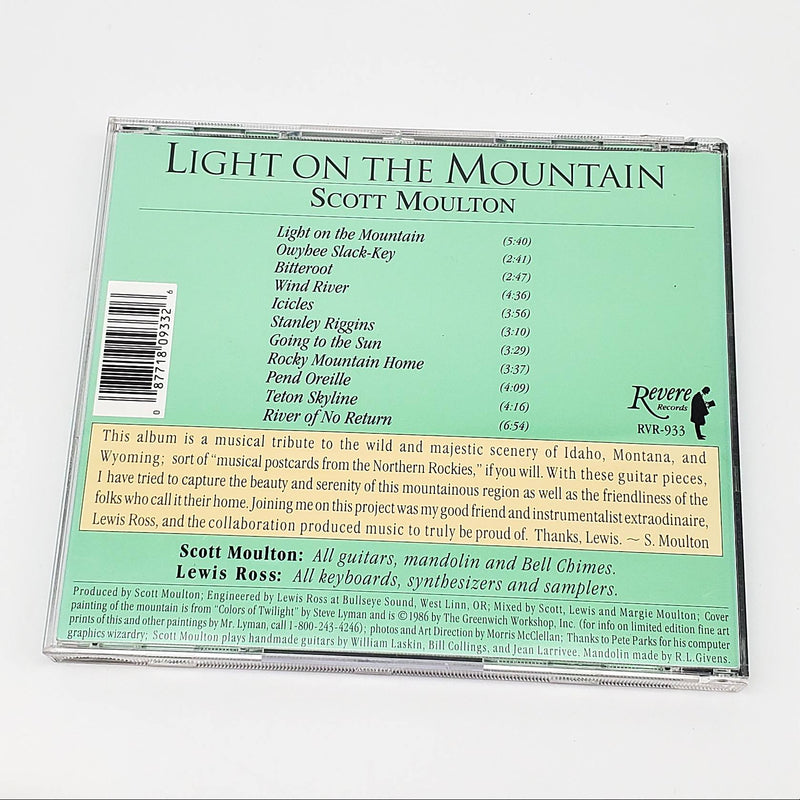 LIGHT ON THE MOUNTAIN
SCOTT MOULTON
Light on the Mountain (5:40)
Owyhee Slack-Key (2:41)
Bitterroot (2:47)
Wind River (4:36)
Icicles (3:56)
Stanley Riggins (3:10)
Going to the Sun (3:29)
Rocky Mountain Home (3:37)
Pend Oreille (4:09)
Teton Skyline (4:16)
River of No Return (6:54)
0 87718 09332 6
Revere
Records
RVR-933
This album is a musical tribute to the wild and majestic scenery of Idaho, Montana, and
Wyoming; sort of "musical postcards from the Northern Rockies," if you will. With these guitar pieces,
I have tried to capture the beauty and serenity of this mountainous region as well as the friendliness of the
folks who call it their home. Joining me on this project was my good friend and instrumentalist extraodinaire,
Lewis Ross, and the collaboration produced music to truly be proud of. Thanks, Lewis. ~ S. Moulton
Scott Moulton: All guitars, mandolin and Bell Chimes.
Lewis Ross: All keyboards, synthesizers and samplers.
Produced by Scott Moulton; Engineered by Lewis Ross at Bullseye Sound, West Linn, OR; Mixed by Scott, Lewis and Margie Moulton; Cover
painting of the mountain is from "Colors of Twilight" by Steve Lyman and is ©1986 by The Greenwich Workshop, Inc. (for info on limited edition fine art
prints of this and other paintings by Mr. Lyman, call 1-800-243-4246); photos and Art Direction by Morris McClellan; Thanks to Pete Parks for his computer
graphics wizardry; Scott Moulton plays handmade guitars by William Laskin, Bill Collings, and Jean Larrivee. Mandolin made by R.L. Givens.